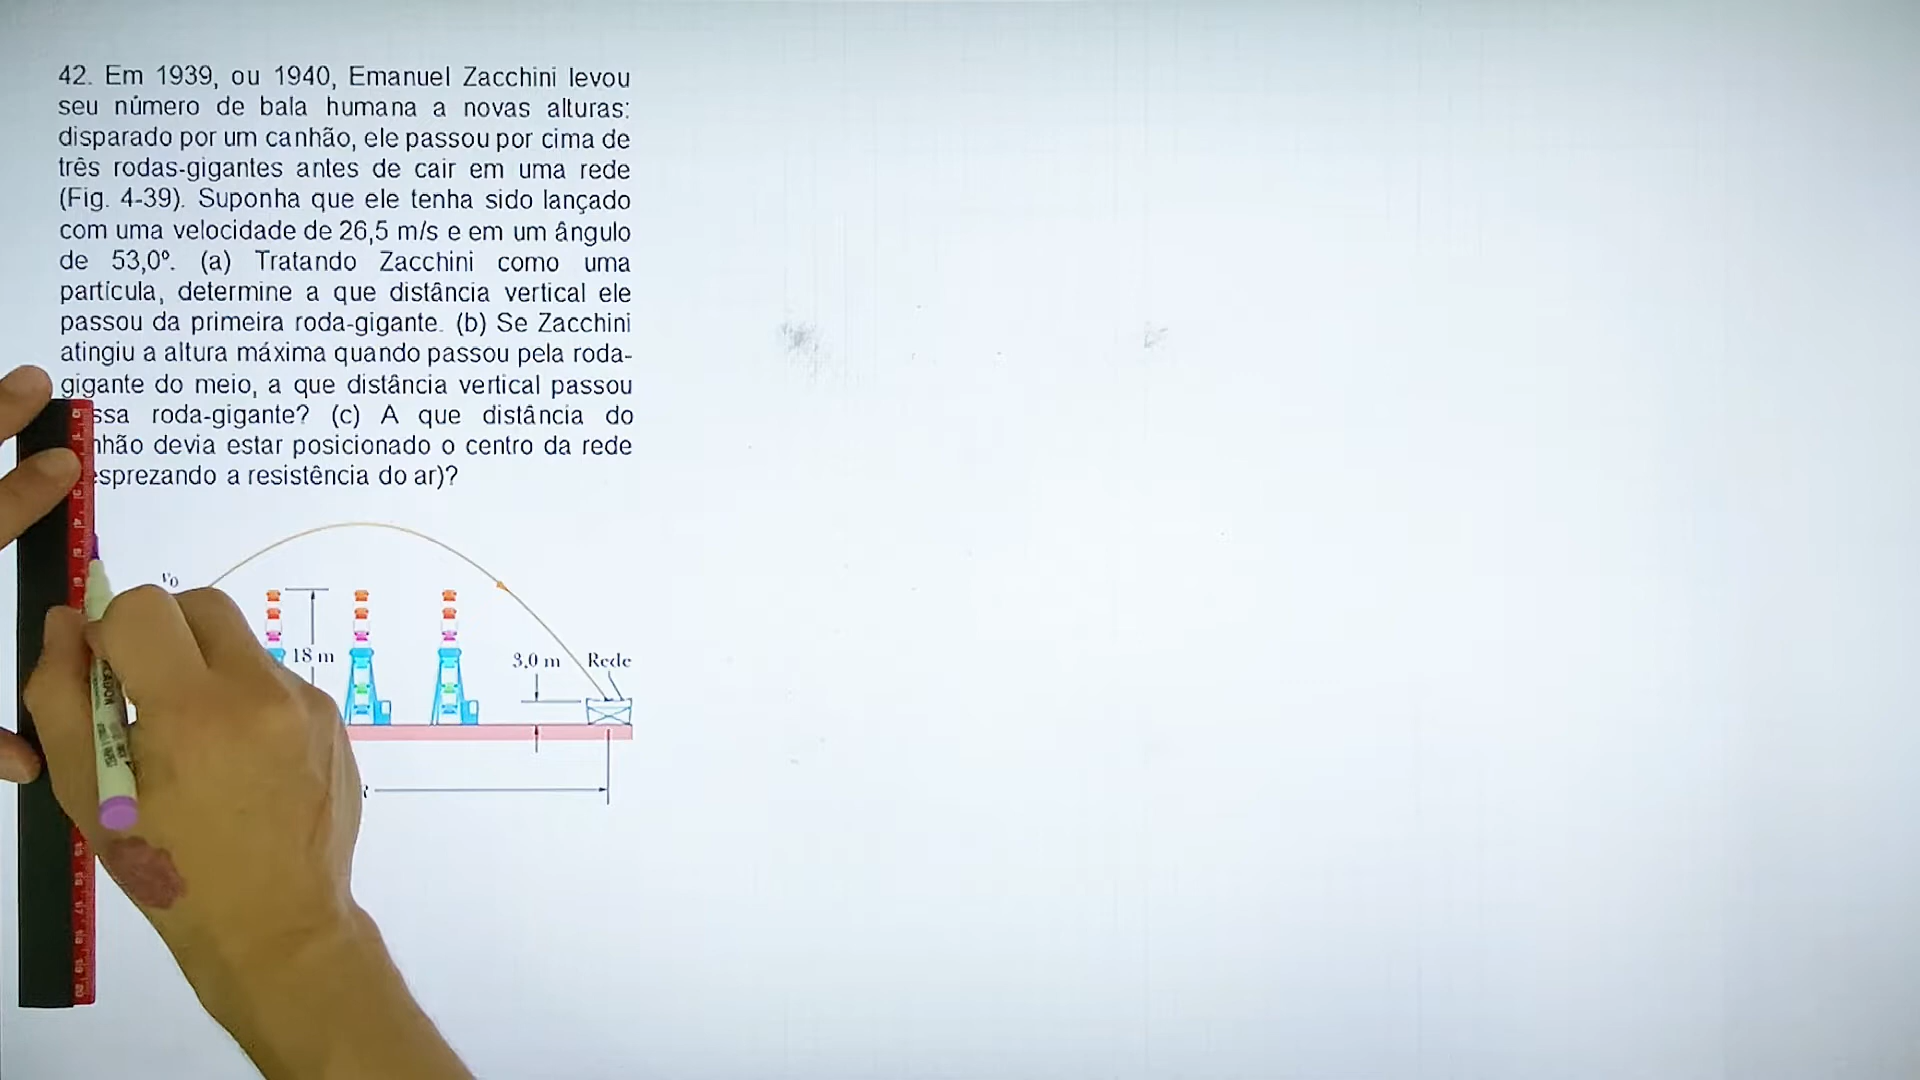 42. Em 1939, ou 1940, Emanuel Zacchini levou
seu número de bala humana a novas alturas:
disparado por um canhão, ele passou por cima de
três rodas-gigantes antes de cair em uma rede
(Fig. 4-39). Suponha que ele tenha sido lançado
com uma velocidade de 26,5 m/s e em um ângulo
de 53,0º. (a) Tratando Zacchini como uma
partícula, determine a que distância vertical ele
passou da primeira roda-gigante. (b) Se Zacchini
atingiu a altura máxima quando passou pela roda-
gigante do meio, a que distância vertical passou
ssa roda-gigante? (c) A que distância do
nhão devia estar posicionado o centro da rede
esprezando a resistência do ar)?
v0
18 m
3,0 m Rede